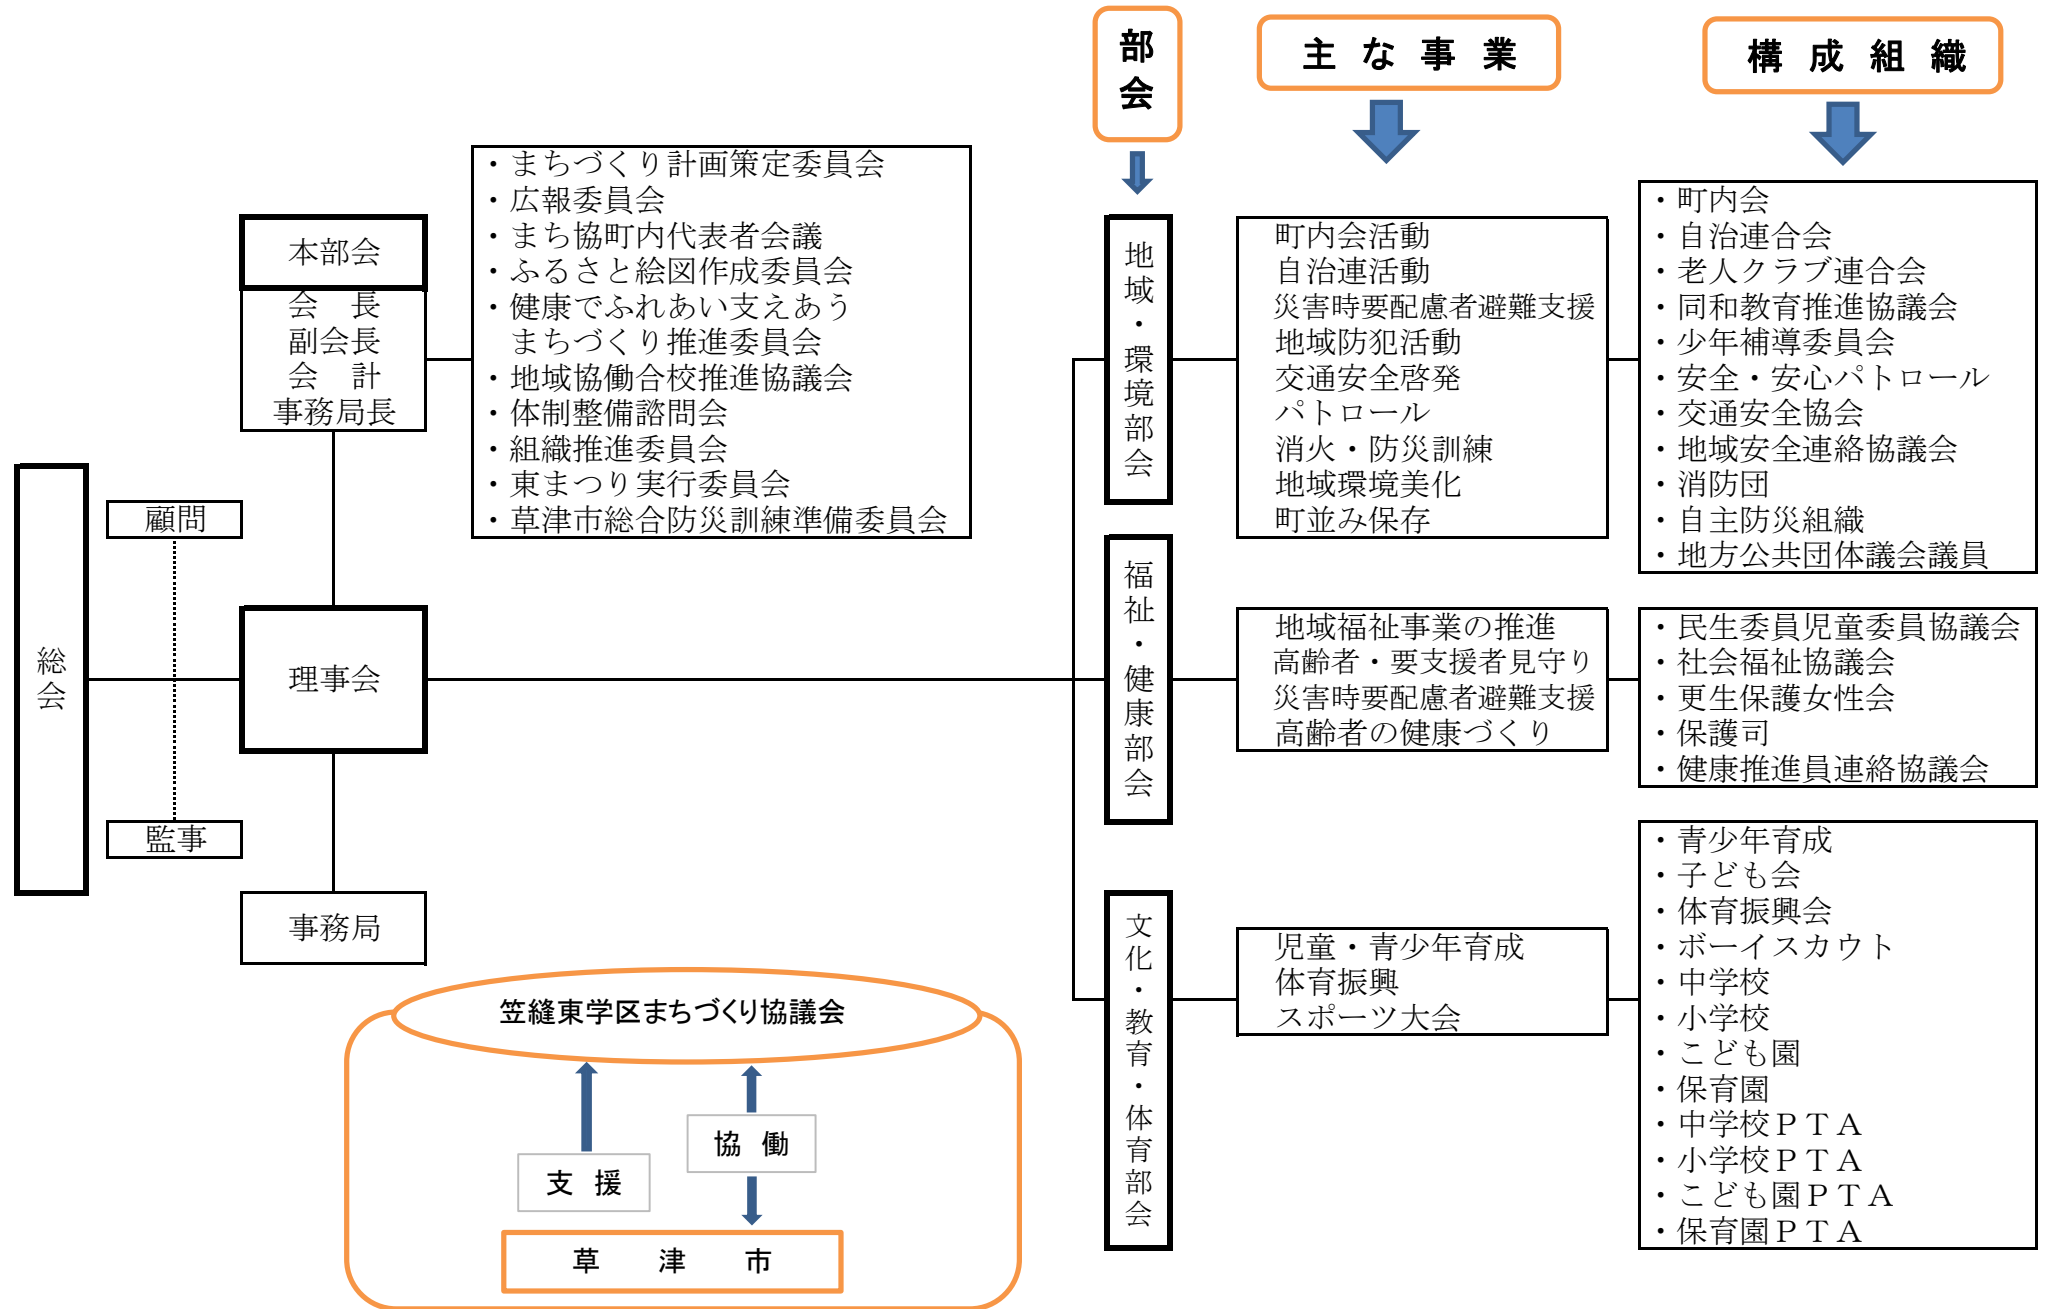 部会
主な事業
構成組織
総会
顧問
監事
本部会
会　長
副会長
会　計
事務局長
理事会
事務局
・まちづくり計画策定委員会
・広報委員会
・まち協町内代表者会議
・ふるさと絵図作成委員会
・健康でふれあい支えあう
まちづくり推進委員会
・地域協働合校推進協議会
・体制整備諮問会
・組織推進委員会
・東まつり実行委員会
・草津市総合防災訓練準備委員会
地域・環境部会
町内会活動
自治連活動
災害時要配慮者避難支援
地域防犯活動
交通安全啓発
パトロール
消火・防災訓練
地域環境美化
町並み保存
・町内会
・自治連合会
・老人クラブ連合会
・同和教育推進協議会
・少年補導委員会
・安全・安心パトロール
・交通安全協会
・地域安全連絡協議会
・消防団
・自主防災組織
・地方公共団体議会議員
福祉・健康部会
地域福祉事業の推進
高齢者・要支援者見守り
災害時要配慮者避難支援
高齢者の健康づくり
・民生委員児童委員協議会
・社会福祉協議会
・更生保護女性会
・保護司
・健康推進員連絡協議会
文化・教育・体育部会
児童・青少年育成
体育振興
スポーツ大会
・青少年育成
・子ども会
・体育振興会
・ボーイスカウト
・中学校
・小学校
・こども園
・保育園
・中学校ＰＴＡ
・小学校ＰＴＡ
・こども園ＰＴＡ
・保育園ＰＴＡ
笠縫東学区まちづくり協議会
支援
協働
草津市